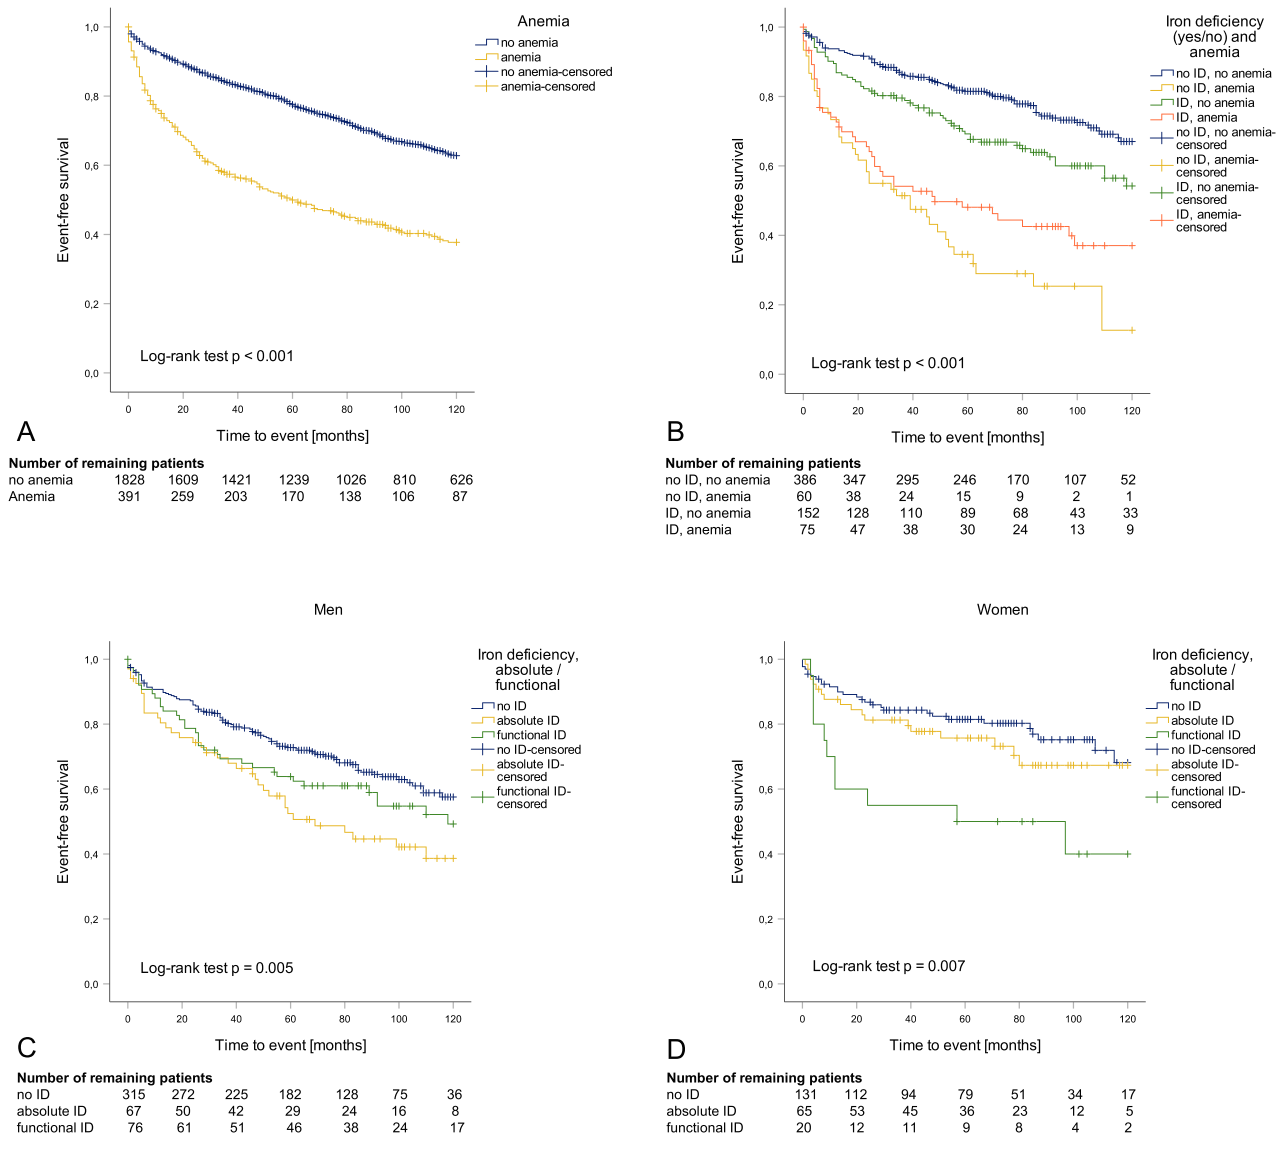 Anemia
no anemia
anemia
no anemia-censored
anemia-censored
1,0
0,8
0,6
0,4
0,2
0,0
Event-free survival
Log-rank test p < 0.001
0 20 40 60 80 100 120
Time to event [months]
A
Number of remaining patients
no anemia 1828 1609 1421 1239 1026 810 626
Anemia 391 259 203 170 138 106 87
Iron deficiency
(yes/no) and
anemia
no ID, no anemia
no ID, anemia
ID, no anemia
ID, anemia
no ID, no anemia-
censored
no ID, anemia-
censored
ID, no anemia-
censored
ID, anemia-
censored
1,0
0,8
0,6
0,4
0,2
0,0
Event-free survival
Log-rank test p < 0.001
0 20 40 60 80 100 120
Time to event [months]
B
Number of remaining patients
no ID, no anemia 386 347 295 246 170 107 52
no ID, anemia 60 38 24 15 9 2 1
ID, no anemia 152 128 110 89 68 43 33
ID, anemia 75 47 38 30 24 13 9
Men
Iron deficiency,
absolute /
functional
no ID
absolute ID
functional ID
no ID-censored
absolute ID-
censored
functional ID-
censored
1,0
0,8
0,6
0,4
0,2
0,0
Event-free survival
Log-rank test p = 0.005
0 20 40 60 80 100 120
Time to event [months]
C
Number of remaining patients
no ID 315 272 225 182 128 75 36
absolute ID 67 50 42 29 24 16 8
functional ID 76 61 51 46 38 24 17
Women
Iron deficiency,
absolute /
functional
no ID
absolute ID
functional ID
no ID-censored
absolute ID-
censored
functional ID-
censored
1,0
0,8
0,6
0,4
0,2
0,0
Event-free survival
Log-rank test p = 0.007
0 20 40 60 80 100 120
Time to event [months]
D
Number of remaining patients
no ID 131 112 94 79 51 34 17
absolute ID 65 53 45 36 23 12 5
functional ID 20 12 11 9 8 4 2